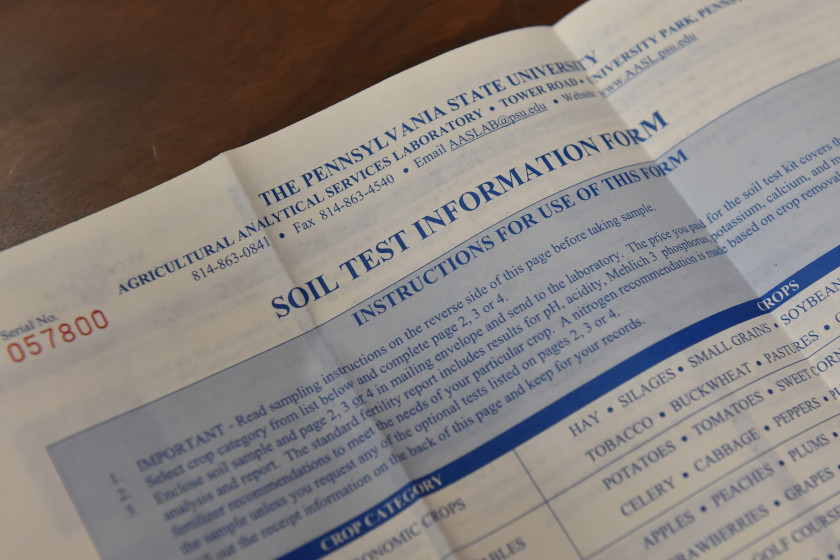 THE PENNSYLVANIA STATE UNIVERSITY
AGRICULTURAL ANALYTICAL SERVICES LABORATORY • TOWER ROAD • UNIVERSITY PARK, PENNS
814-863-0841 • Fax 814-863-4540 • Email AASLAB@psu.edu • Website www.AASL.psu.edu
SOIL TEST INFORMATION FORM
Serial No.
057800
INSTRUCTIONS FOR USE OF THIS FORM
1. IMPORTANT - Read sampling instructions on the reverse side of this page before taking sample.
2. Select crop category from list below and complete page 2, 3 or 4.
3. Enclose soil sample and page 2, 3 or 4 in mailing envelope and send to the laboratory. The price you paid for the soil test kit covers th
analysis and report. The standard fertility report includes results for pH, acidity, Mehlich 3 phosphorus, potassium, calcium, and m
fertilizer recommendations to meet the needs of your particular crop. A nitrogen recommendation is made based on crop removal
the sample unless you request any of the optional tests listed on pages 2, 3 or 4.
out the receipt information on the back of this page and keep for your records.
CROP CATEGORY CROPS
ONOMIC CROPS HAY • SILAGES • SMALL GRAINS • SOYBEAN
TOBACCO • BUCKWHEAT • PASTURES •
ABLES POTATOES • TOMATOES • SWEET CORN
CELERY • CABBAGE • PEPPERS •
APPLES • PEACHES • PLUMS •
STRAWBERRIES • GRAPES
GOLF COURS